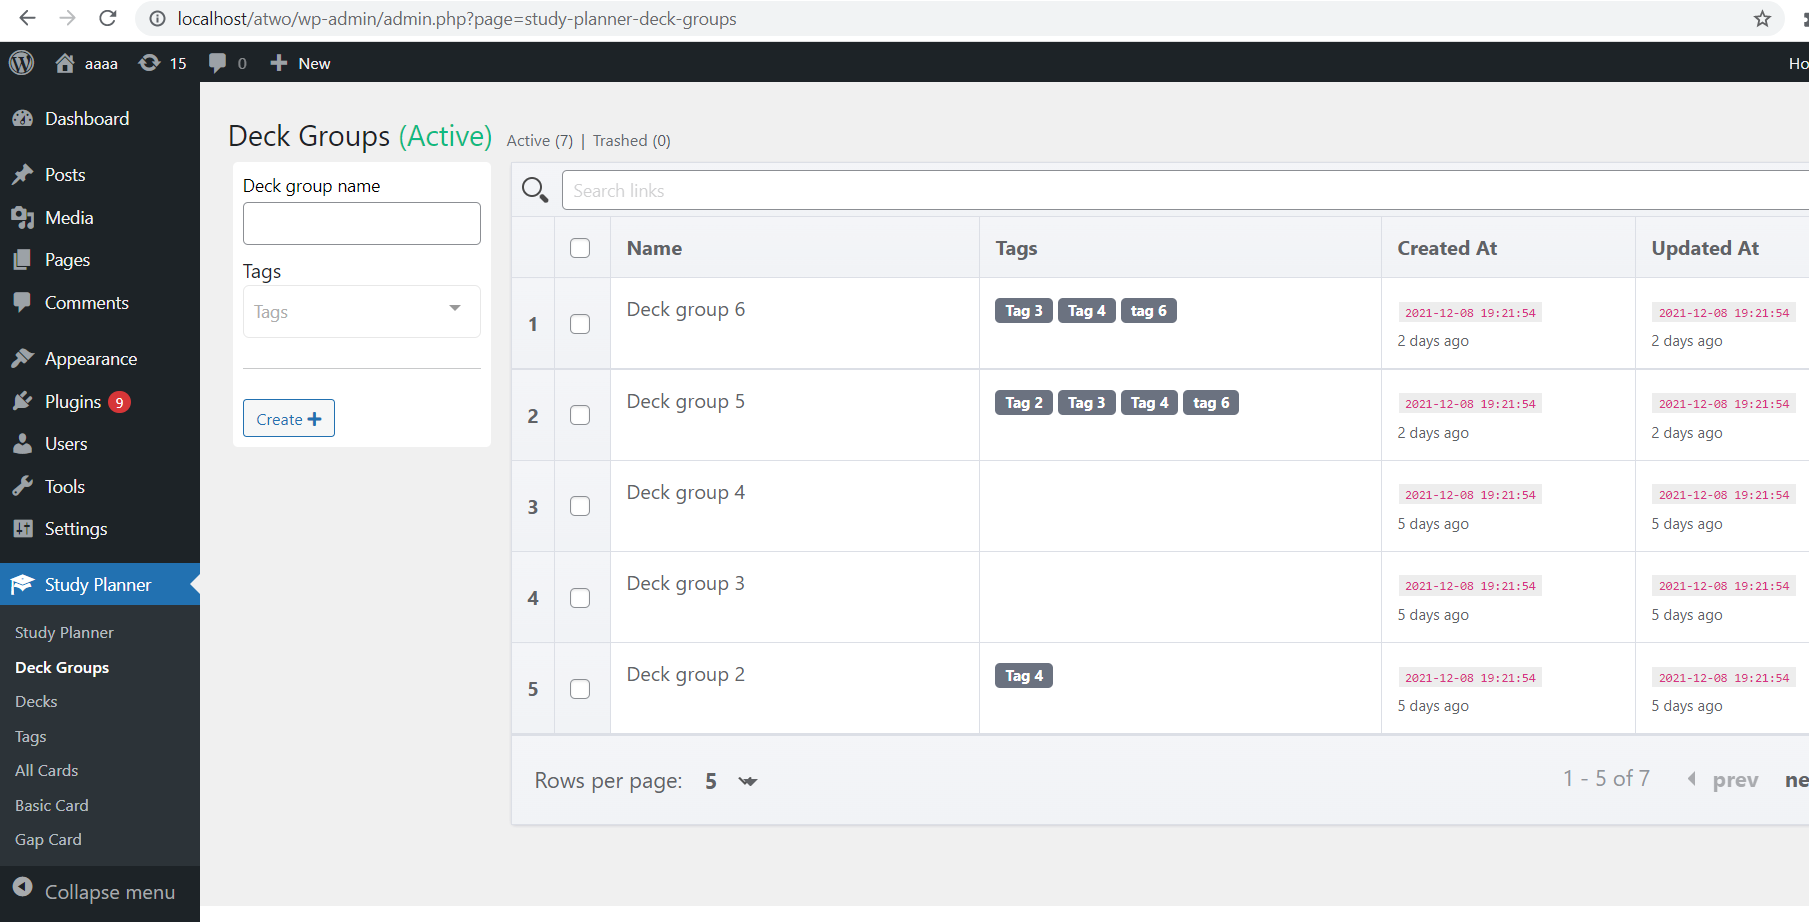 localhost/atwo/wp-admin/admin.php?page=study-planner-deck-groups
aaaa 15 0 New Ho
Dashboard
Posts
Media
Pages
Comments
Appearance
Plugins 9
Users
Tools
Settings
Study Planner
Study Planner
Deck Groups
Decks
Tags
All Cards
Basic Card
Gap Card
Collapse menu
Deck Groups (Active) Active (7) | Trashed (0)
Deck group name
Tags
Tags
Create
Search links
Name Tags Created At Updated At
1 Deck group 6 Tag 3 Tag 4 tag 6 2021-12-08 19:21:54 2021-12-08 19:21:54
2 days ago 2 days ago
2 Deck group 5 Tag 2 Tag 3 Tag 4 tag 6 2021-12-08 19:21:54 2021-12-08 19:21:54
2 days ago 2 days ago
3 Deck group 4 2021-12-08 19:21:54 2021-12-08 19:21:54
5 days ago 5 days ago
4 Deck group 3 2021-12-08 19:21:54 2021-12-08 19:21:54
5 days ago 5 days ago
5 Deck group 2 Tag 4 2021-12-08 19:21:54 2021-12-08 19:21:54
5 days ago 5 days ago
Rows per page: 5 1 - 5 of 7 prev ne